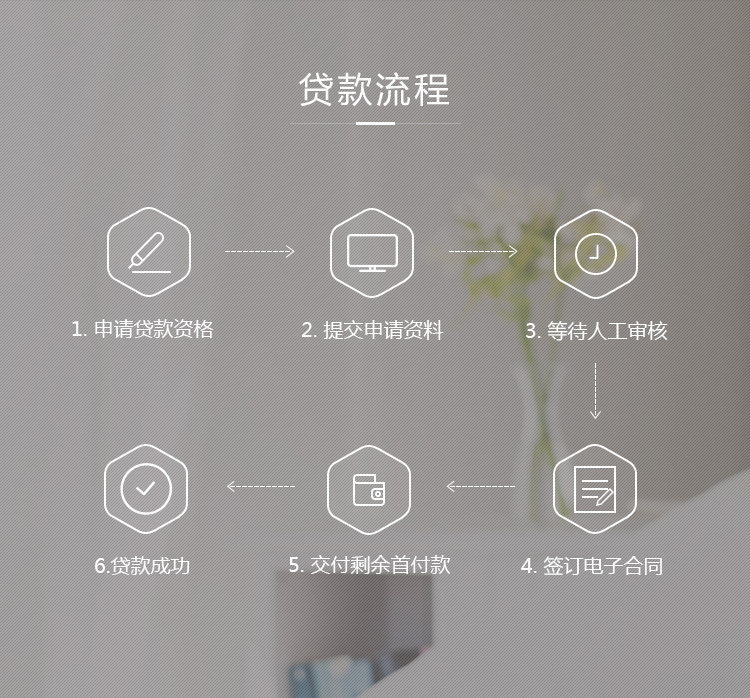 贷款流程
1. 申请贷款资格
2. 提交申请资料
3. 等待人工审核
4. 签订电子合同
5. 交付剩余首付款
6.贷款成功